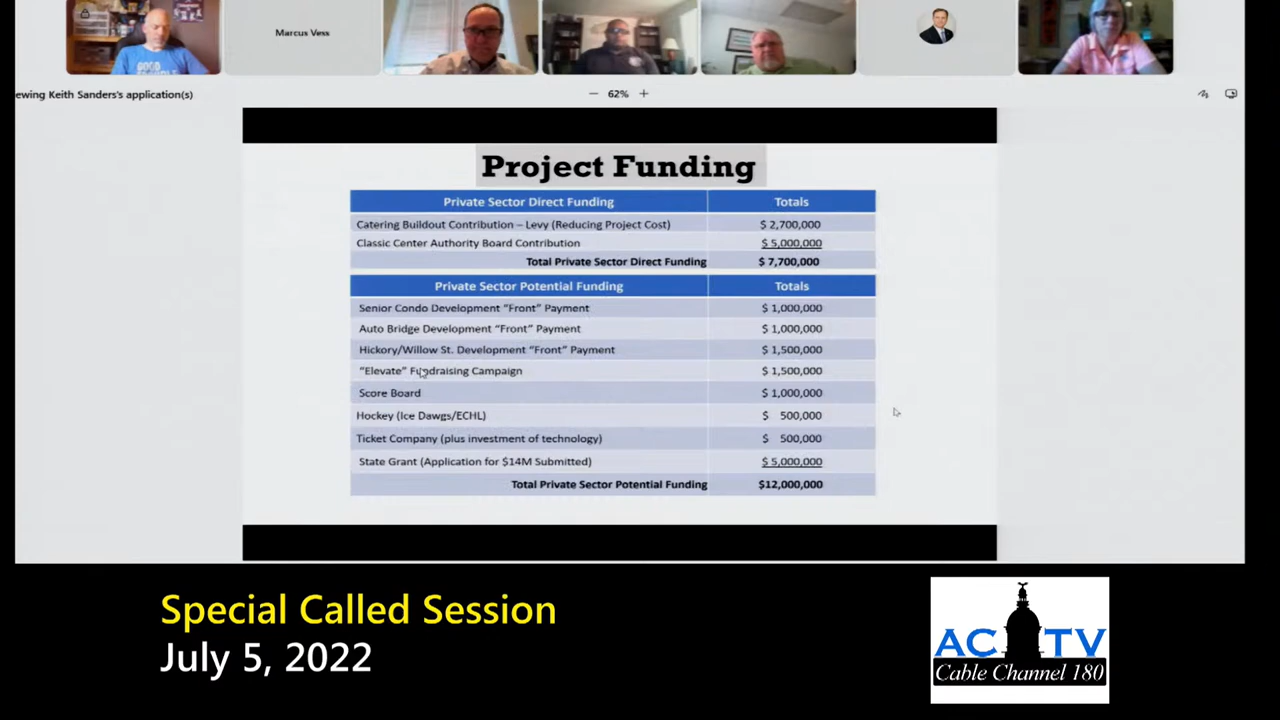 GOOD
Marcus Vess
ewing Keith Sanders's application(s)
— 62% +
Project Funding
Private Sector Direct Funding Totals
Catering Buildout Contribution – Levy (Reducing Project Cost) $ 2,700,000
Classic Center Authority Board Contribution $ 5,000,000
Total Private Sector Direct Funding $ 7,700,000
Private Sector Potential Funding Totals
Senior Condo Development “Front” Payment $ 1,000,000
Auto Bridge Development “Front” Payment $ 1,000,000
Hickory/Willow St. Development “Front” Payment $ 1,500,000
“Elevate” Fundraising Campaign $ 1,500,000
Score Board $ 1,000,000
Hockey (Ice Dawgs/ECHL) $ 500,000
Ticket Company (plus investment of technology) $ 500,000
State Grant (Application for $14M Submitted) $ 5,000,000
Total Private Sector Potential Funding $12,000,000
Special Called Session
July 5, 2022
ACTV
Cable Channel 180